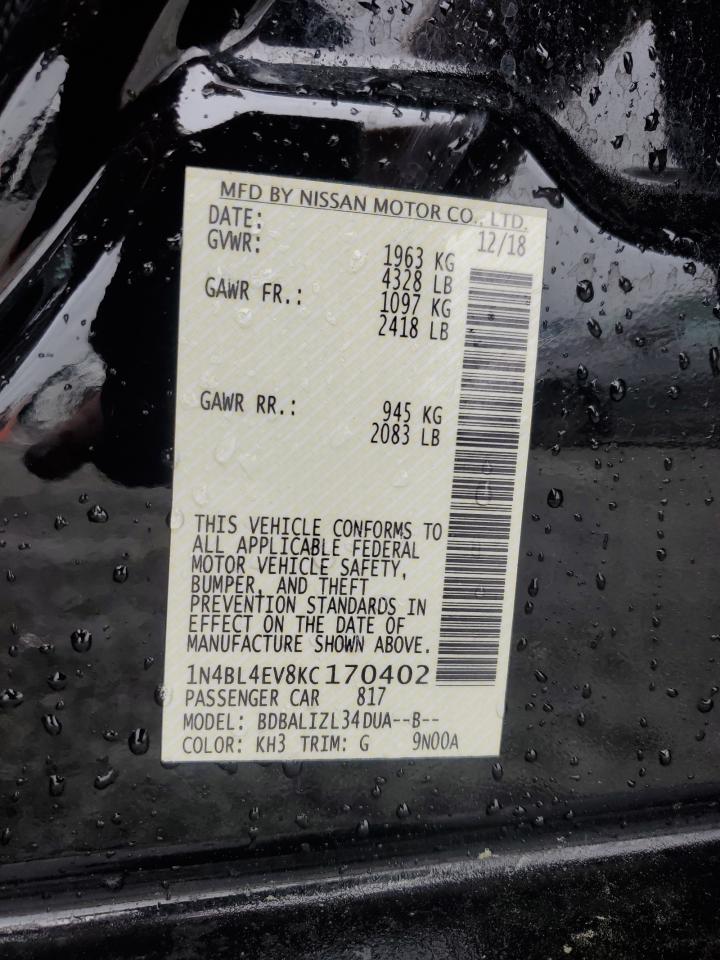 MFD BY NISSAN MOTOR CO., LTD.
DATE: 12/18
GVWR: 1963 KG
4328 LB
GAWR FR.: 1097 KG
2418 LB
GAWR RR.: 945 KG
2083 LB
THIS VEHICLE CONFORMS TO
ALL APPLICABLE FEDERAL
MOTOR VEHICLE SAFETY,
BUMPER, AND THEFT
PREVENTION STANDARDS IN
EFFECT ON THE DATE OF
MANUFACTURE SHOWN ABOVE.
1N4BL4EV8KC170402
PASSENGER CAR 817
MODEL: BDBALIZL34DUA--B--
COLOR: KH3 TRIM: G 9N00A